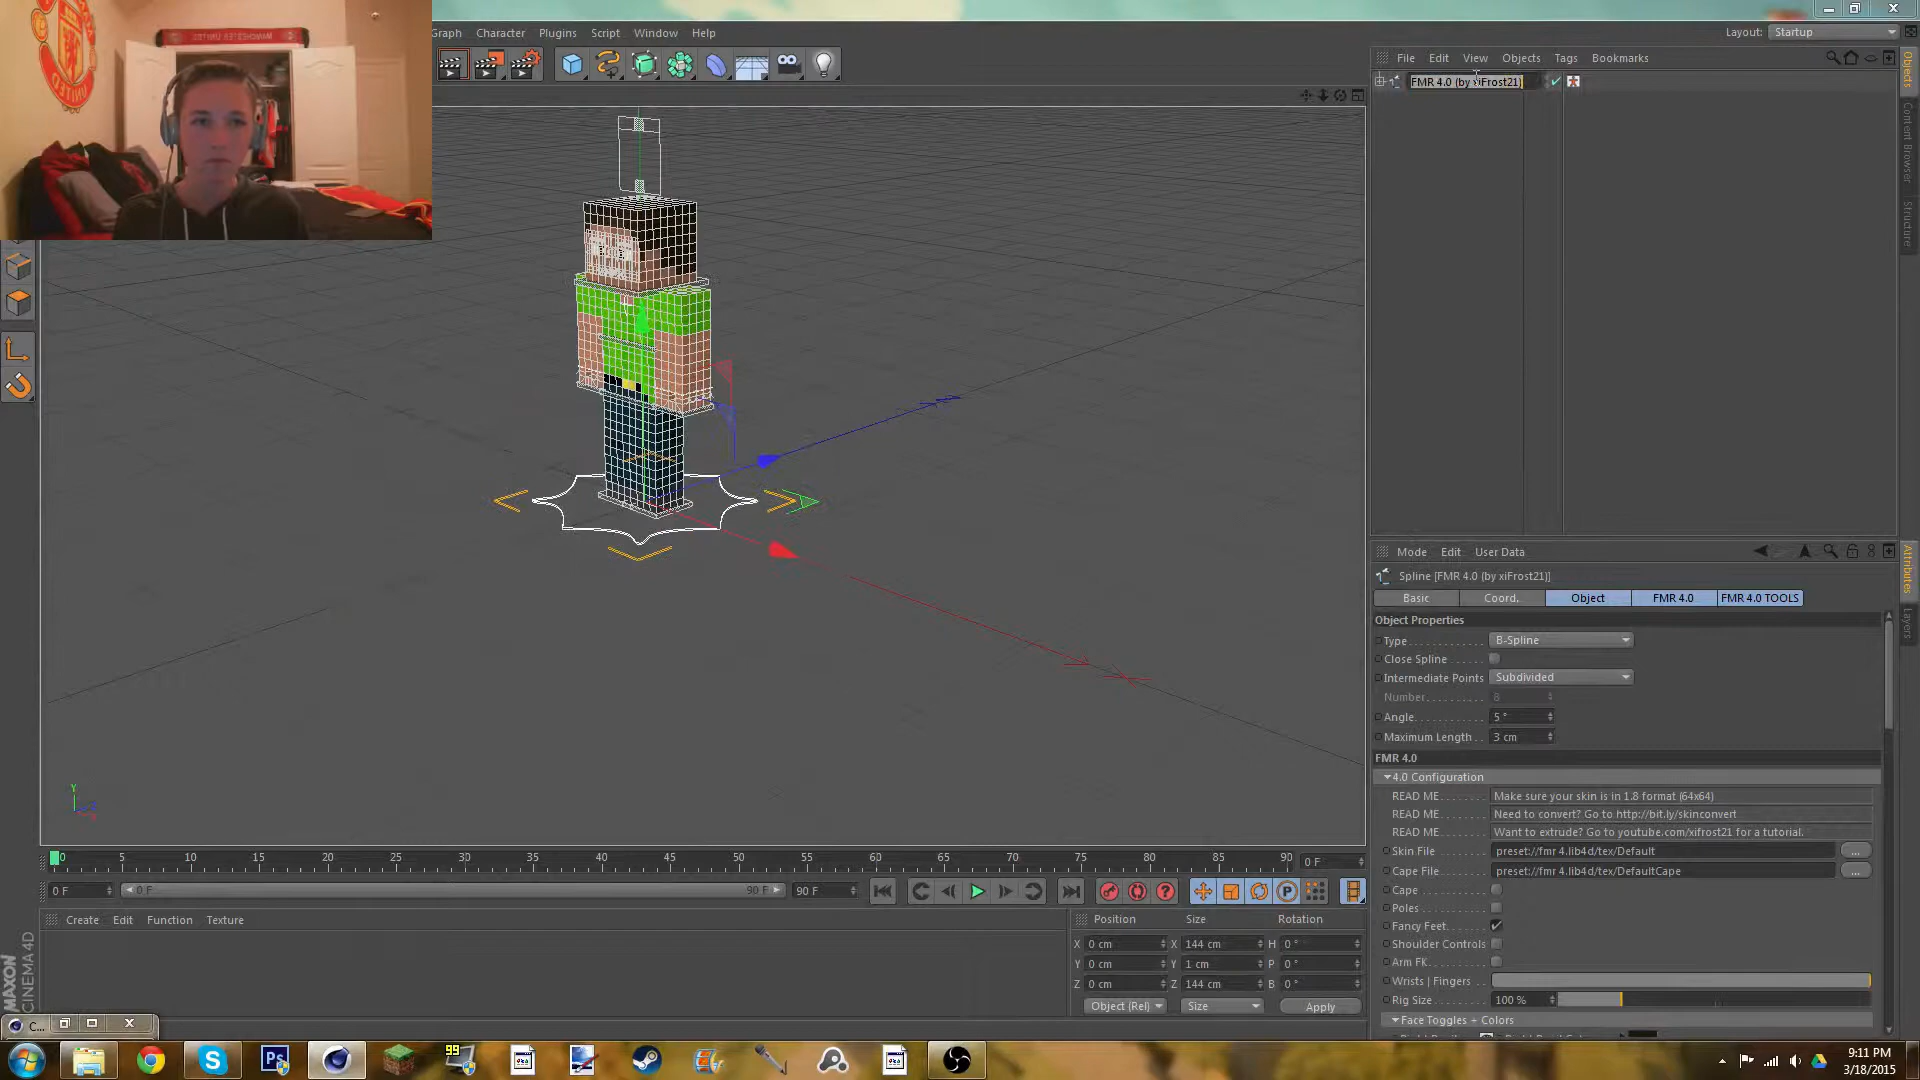 Graph Character Plugins Script Window Help
Layout: Startup
File Edit View Objects Tags Bookmarks
FMR 4.0 (by xiFrost21)
Objects
Content Browser
Structure
Mode Edit User Data
Spline [FMR 4.0 (by xiFrost21)]
Basic Coord. Object FMR 4.0 FMR 4.0 TOOLS
Attributes
Layers
Object Properties
Type B-Spline
Close Spline
Intermediate Points Subdivided
Number 8
Angle 5 °
Maximum Length 3 cm
FMR 4.0
4.0 Configuration
READ ME Make sure your skin is in 1.8 format (64x64)
READ ME Need to convert? Go to http://bit.ly/skinconvert
READ ME Want to extrude? Go to youtube.com/xifrost21 for a tutorial.
Skin File preset://fmr 4.lib4d/tex/Default ...
Cape File preset://fmr 4.lib4d/tex/DefaultCape ...
Cape
Poles
Fancy Feet
Shoulder Controls
Arm FK
Wrists | Fingers
Rig Size 100 %
Face Toggles + Colors
Y
0 5 10 15 20 25 30 35 40 45 50 55 60 65 70 75 80 85 90 0 F
0 F 0 F 90 F 90 F
Create Edit Function Texture
Position Size Rotation
X 0 cm X 144 cm H 0 °
Y 0 cm Y 1 cm P 0 °
Z 0 cm Z 144 cm B 0 °
Object (Rel) Size Apply
MAXON
CINEMA 4D
C...
99
9:11 PM
3/18/2015